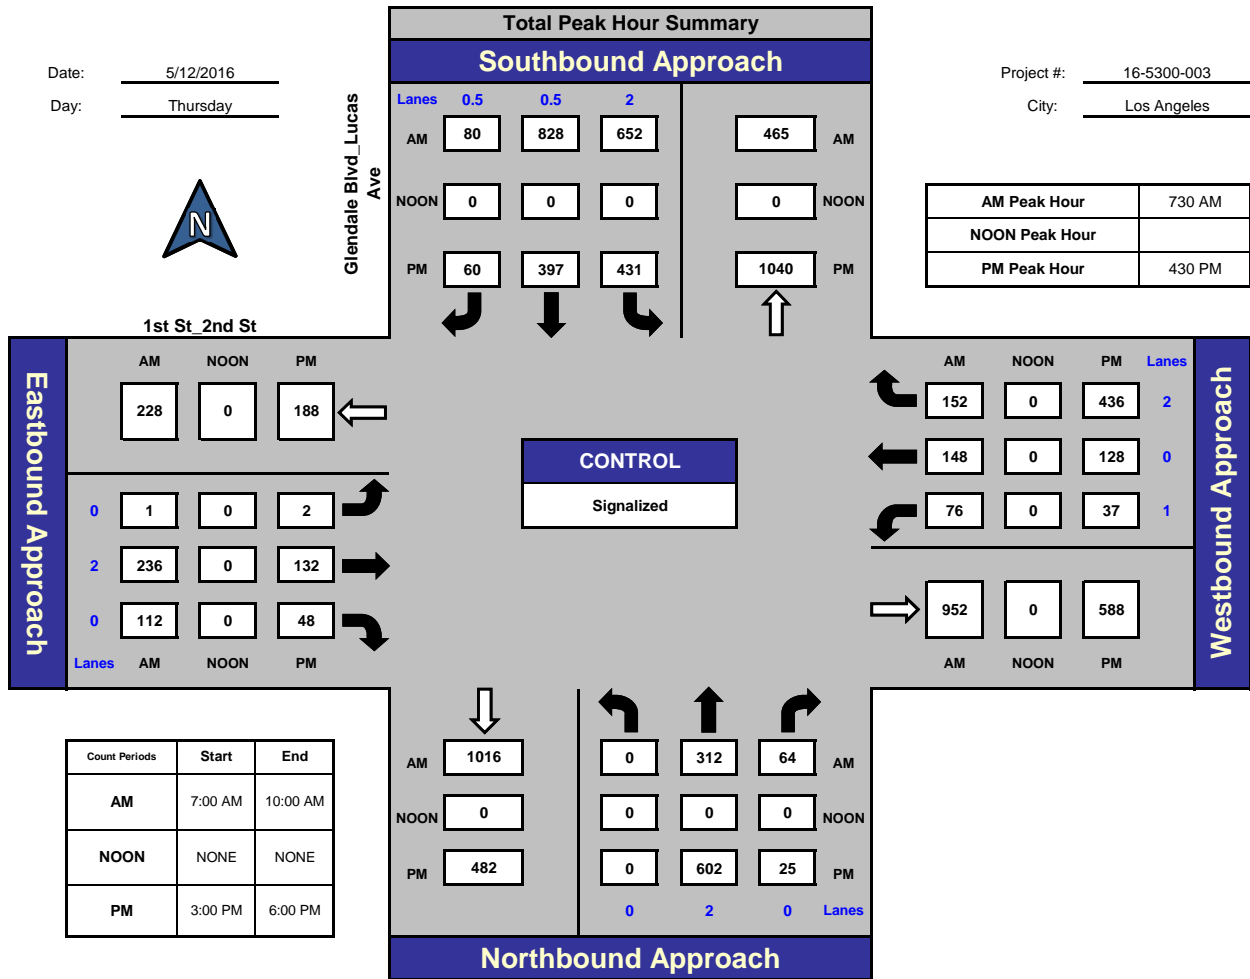 Total Peak Hour Summary
Southbound Approach
Date: 5/12/2016
Day: Thursday
Project #: 16-5300-003
City: Los Angeles
N
Glendale Blvd_Lucas
Ave
Lanes 0.5 0.5 2
AM 80 828 652 465 AM
NOON 0 0 0 0 NOON
PM 60 397 431 1040 PM
AM Peak Hour 730 AM
NOON Peak Hour
PM Peak Hour 430 PM
1st St_2nd St
Eastbound Approach
AM NOON PM
228 0 188
0 1 0 2
2 236 0 132
0 112 0 48
Lanes AM NOON PM
CONTROL
Signalized
AM NOON PM Lanes
152 0 436 2
148 0 128 0
76 0 37 1
952 0 588
AM NOON PM
Westbound Approach
Count Periods Start End
AM 7:00 AM 10:00 AM
NOON NONE NONE
PM 3:00 PM 6:00 PM
AM 1016 0 312 64 AM
NOON 0 0 0 0 NOON
PM 482 0 602 25 PM
0 2 0 Lanes
Northbound Approach